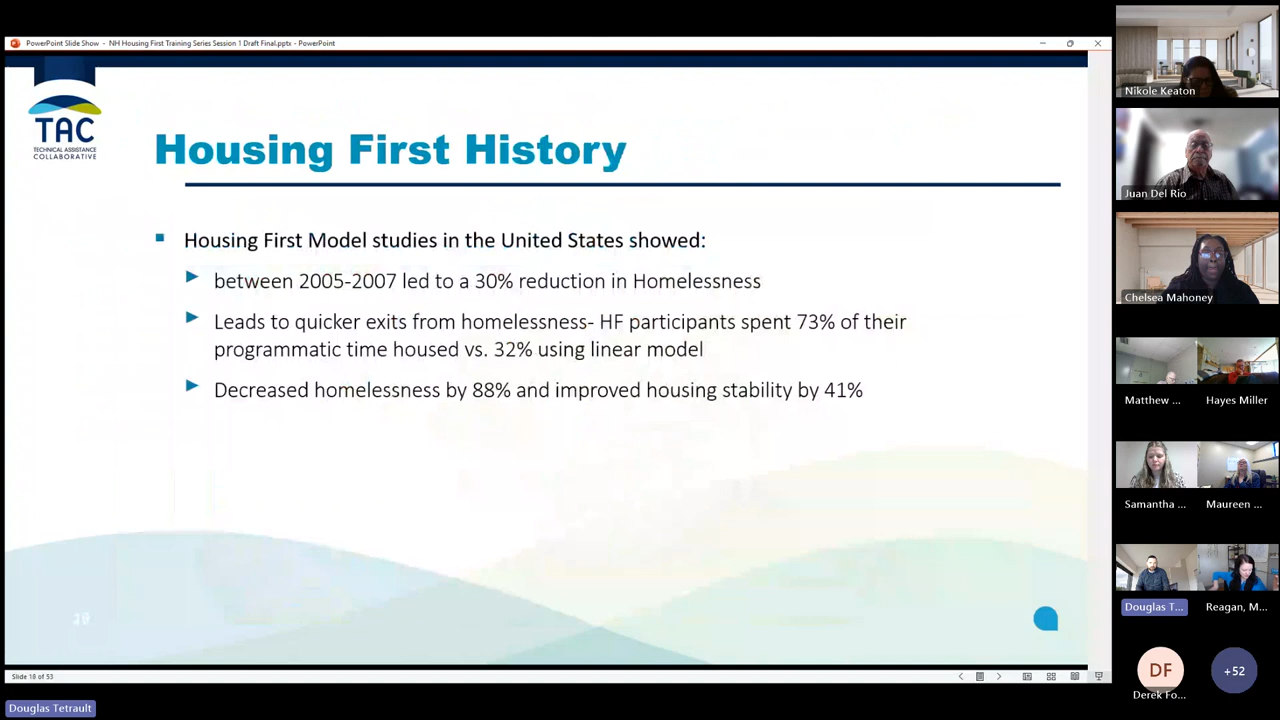 PowerPoint Slide Show - NH Housing First Training Series Session 1 Draft Final.pptx - PowerPoint
TAC
TECHNICAL ASSISTANCE
COLLABORATIVE
Housing First History
Housing First Model studies in the United States showed:
between 2005-2007 led to a 30% reduction in Homelessness
Leads to quicker exits from homelessness- HF participants spent 73% of their
programmatic time housed vs. 32% using linear model
Decreased homelessness by 88% and improved housing stability by 41%
Slide 18 of 53
Douglas Tetrault
Nikole Keaton
Juan Del Rio
Chelsea Mahoney
Matthew ...
Hayes Miller
Samantha ...
Maureen ...
Douglas T...
Reagan, M...
DF
Derek Fo...
+52